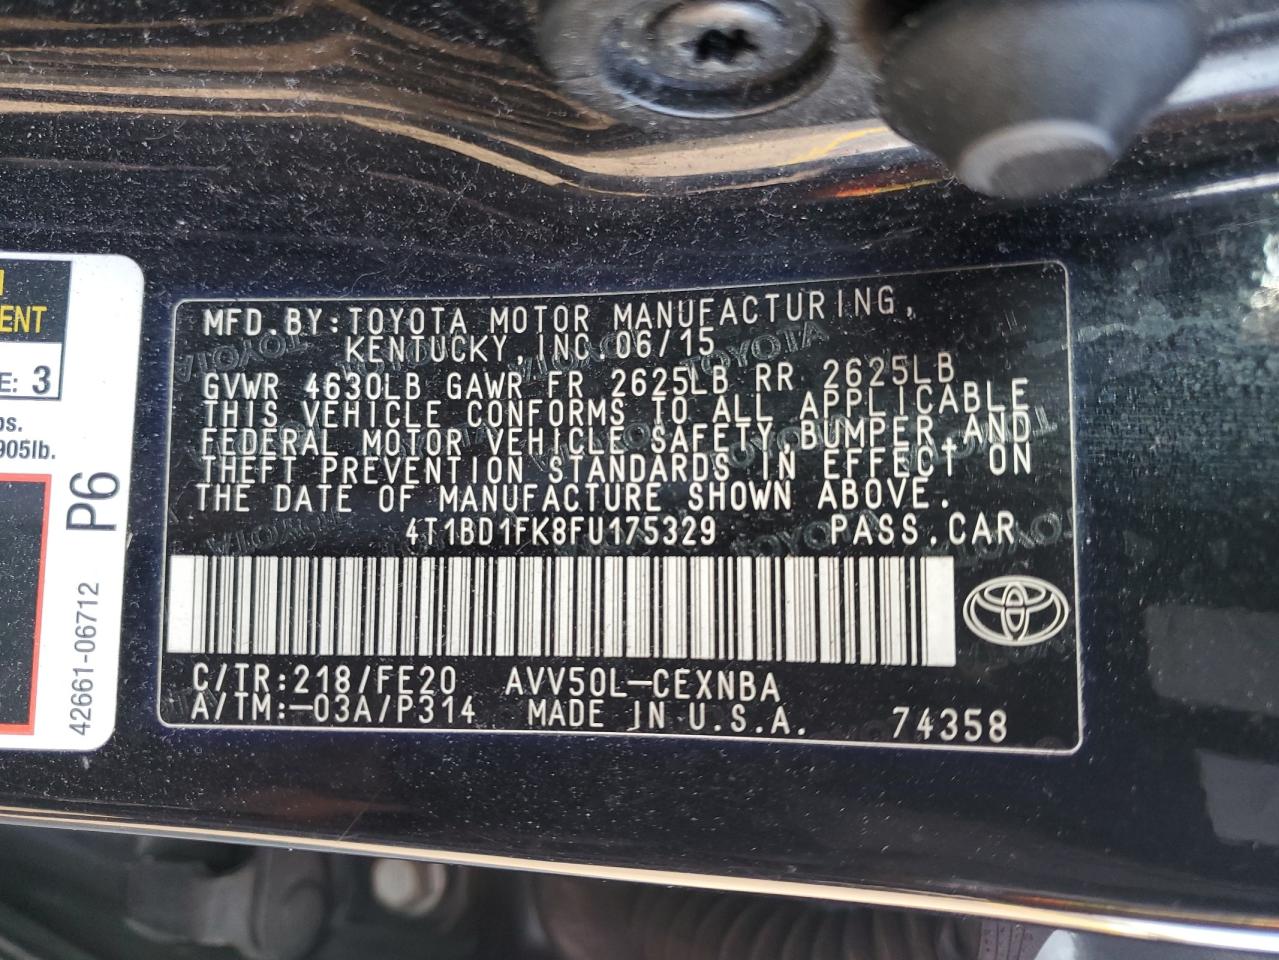 ENT
E: 3
905lb.
P6
42661-06712
MFD.BY:TOYOTA MOTOR MANUFACTURING,
KENTUCKY,INC 06/15
GVWR 4630LB GAWR FR 2625LB RR 2625LB
THIS VEHICLE CONFORMS TO ALL APPLICABLE
FEDERAL MOTOR VEHICLE SAFETY,BUMPER,AND
THEFT PREVENTION STANDARDS IN EFFECT ON
THE DATE OF MANUFACTURE SHOWN ABOVE.
4T1BD1FK8FU175329 PASS.CAR
C/TR:218/FE20 AVV50L-CEXNBA
A/TM:-03A/P314 MADE IN U.S.A. 74358